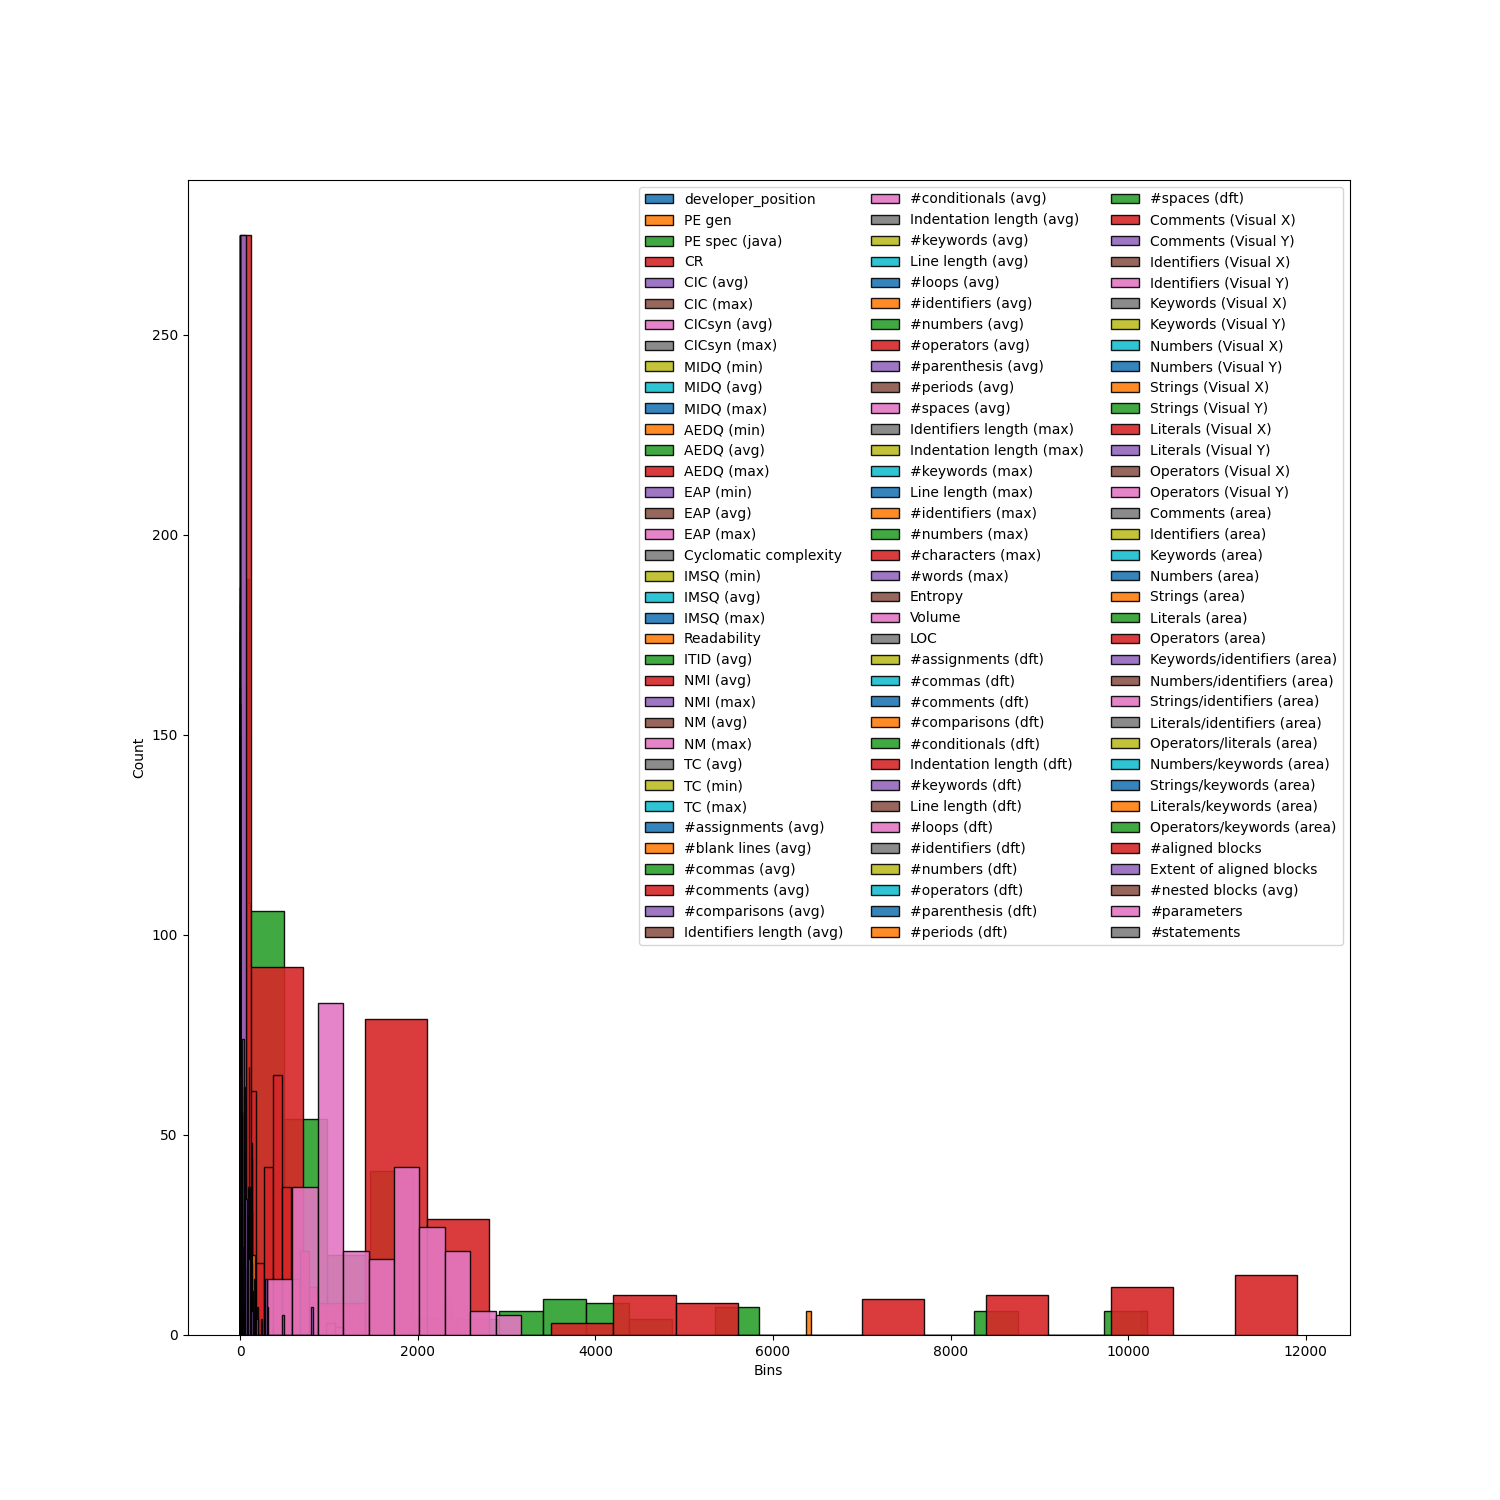 developer_position
PE gen
PE spec (java)
CR
CIC (avg)
CIC (max)
CICsyn (avg)
CICsyn (max)
MIDQ (min)
MIDQ (avg)
MIDQ (max)
AEDQ (min)
AEDQ (avg)
AEDQ (max)
EAP (min)
EAP (avg)
EAP (max)
Cyclomatic complexity
IMSQ (min)
IMSQ (avg)
IMSQ (max)
Readability
ITID (avg)
NMI (avg)
NMI (max)
NM (avg)
NM (max)
TC (avg)
TC (min)
TC (max)
#assignments (avg)
#blank lines (avg)
#commas (avg)
#comments (avg)
#comparisons (avg)
Identifiers length (avg)
#conditionals (avg)
Indentation length (avg)
#keywords (avg)
Line length (avg)
#loops (avg)
#identifiers (avg)
#numbers (avg)
#operators (avg)
#parenthesis (avg)
#periods (avg)
#spaces (avg)
Identifiers length (max)
Indentation length (max)
#keywords (max)
Line length (max)
#identifiers (max)
#numbers (max)
#characters (max)
#words (max)
Entropy
Volume
LOC
#assignments (dft)
#commas (dft)
#comments (dft)
#comparisons (dft)
#conditionals (dft)
Indentation length (dft)
#keywords (dft)
Line length (dft)
#loops (dft)
#identifiers (dft)
#numbers (dft)
#operators (dft)
#parenthesis (dft)
#periods (dft)
#spaces (dft)
Comments (Visual X)
Comments (Visual Y)
Identifiers (Visual X)
Identifiers (Visual Y)
Keywords (Visual X)
Keywords (Visual Y)
Numbers (Visual X)
Numbers (Visual Y)
Strings (Visual X)
Strings (Visual Y)
Literals (Visual X)
Literals (Visual Y)
Operators (Visual X)
Operators (Visual Y)
Comments (area)
Identifiers (area)
Keywords (area)
Numbers (area)
Strings (area)
Literals (area)
Operators (area)
Keywords/identifiers (area)
Numbers/identifiers (area)
Strings/identifiers (area)
Literals/identifiers (area)
Operators/literals (area)
Numbers/keywords (area)
Strings/keywords (area)
Literals/keywords (area)
Operators/keywords (area)
#aligned blocks
Extent of aligned blocks
#nested blocks (avg)
#parameters
#statements
250
200
150
100
50
0
Count
0 2000 4000 6000 8000 10000 12000
Bins